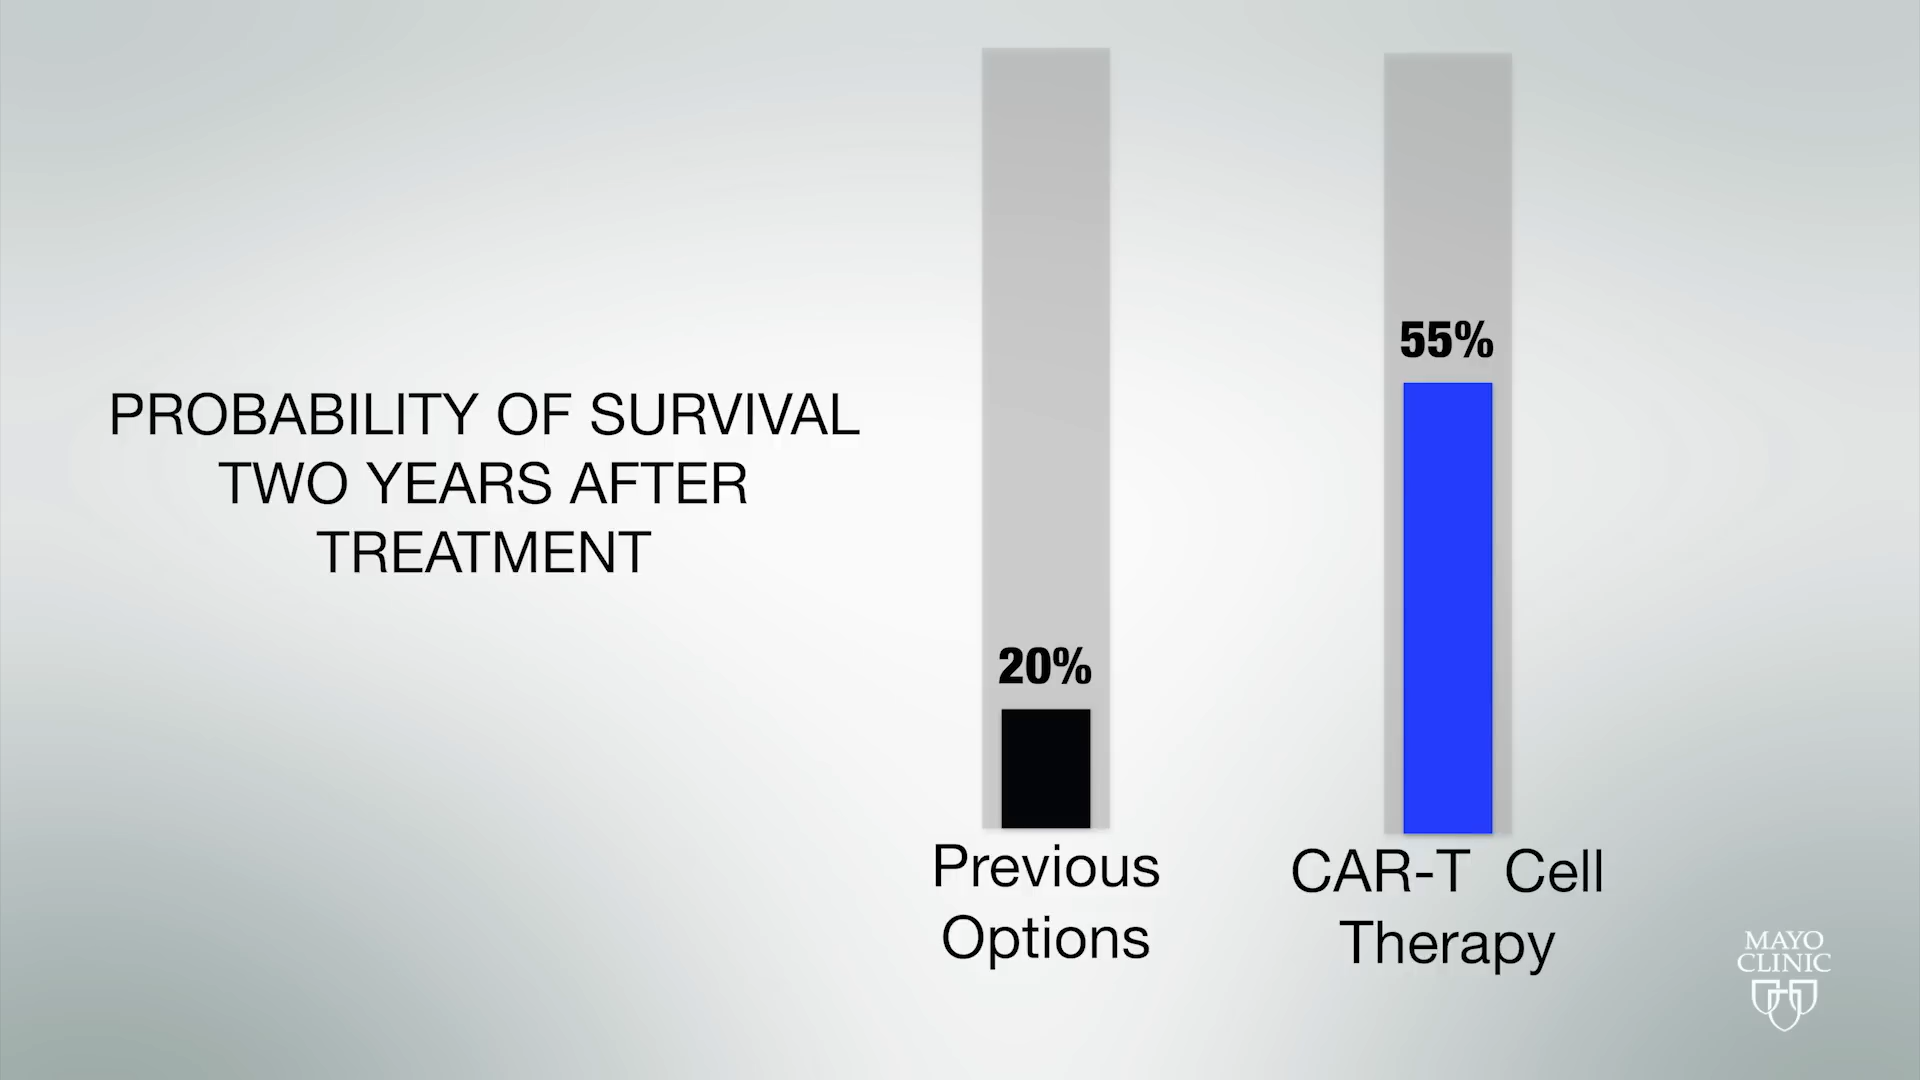 PROBABILITY OF SURVIVAL
TWO YEARS AFTER
TREATMENT
20%
Previous
Options
55%
CAR-T Cell
Therapy
MAYO
CLINIC